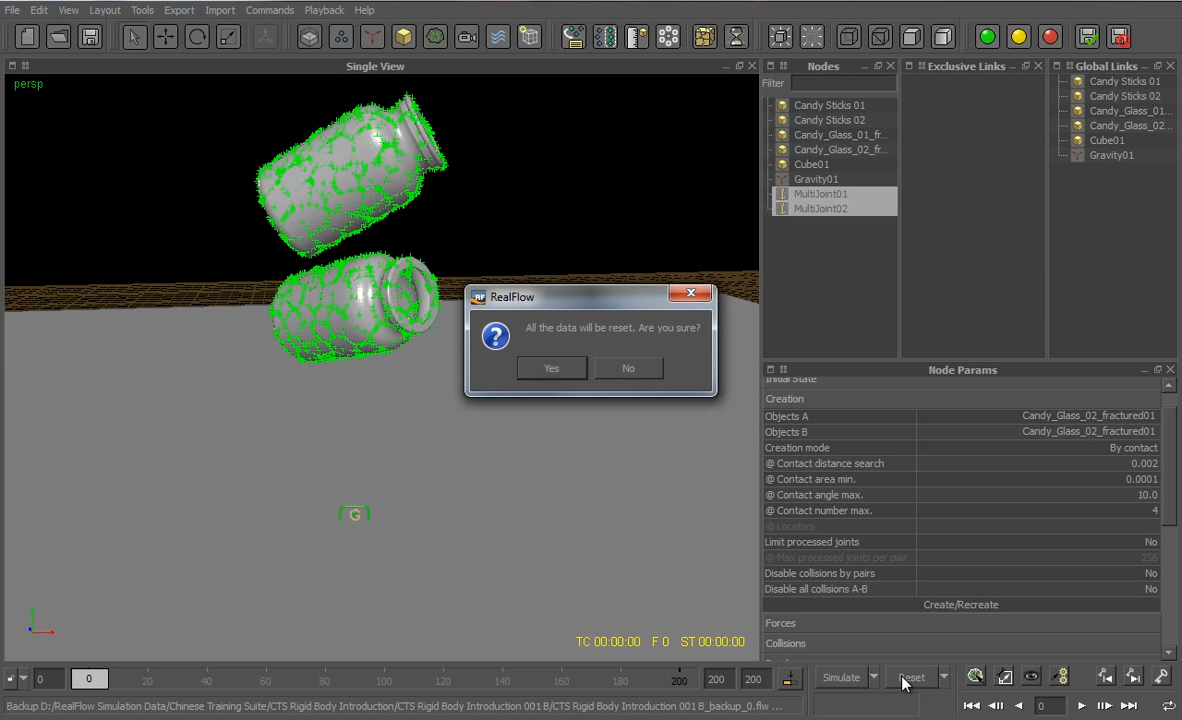 File Edit View Layout Tools Export Import Commands Playback Help
Single View
persp
Nodes
Filter
Candy Sticks 01
Candy Sticks 02
Candy_Glass_01_fr...
Candy_Glass_02_fr...
Cube01
Gravity01
MultiJoint01
MultiJoint02
Exclusive Links
Global Links
Candy Sticks 01
Candy Sticks 02
Candy_Glass_01...
Candy_Glass_02...
Cube01
Gravity01
RealFlow
All the data will be reset. Are you sure?
Yes No
G
TC 00:00:00 F 0 ST 00:00:00
Node Params
Initial State
Creation
Objects A Candy_Glass_02_fractured01
Objects B Candy_Glass_02_fractured01
Creation mode By contact
@ Contact distance search 0.002
@ Contact area min. 0.0001
@ Contact angle max. 10.0
@ Contact number max. 4
@ Locators
Limit processed joints No
@ Max processed joints per pair 256
Disable collisions by pairs No
Disable all collisions A-B No
Create/Recreate
Forces
Collisions
0 0 20 40 60 80 100 120 140 160 180 200 200 200
Simulate Reset
Backup D:/RealFlow Simulation Data/Chinese Training Suite/CTS Rigid Body Introduction/CTS Rigid Body Introduction 001 B/CTS Rigid Body Introduction 001 B_backup_0.flw ...
0